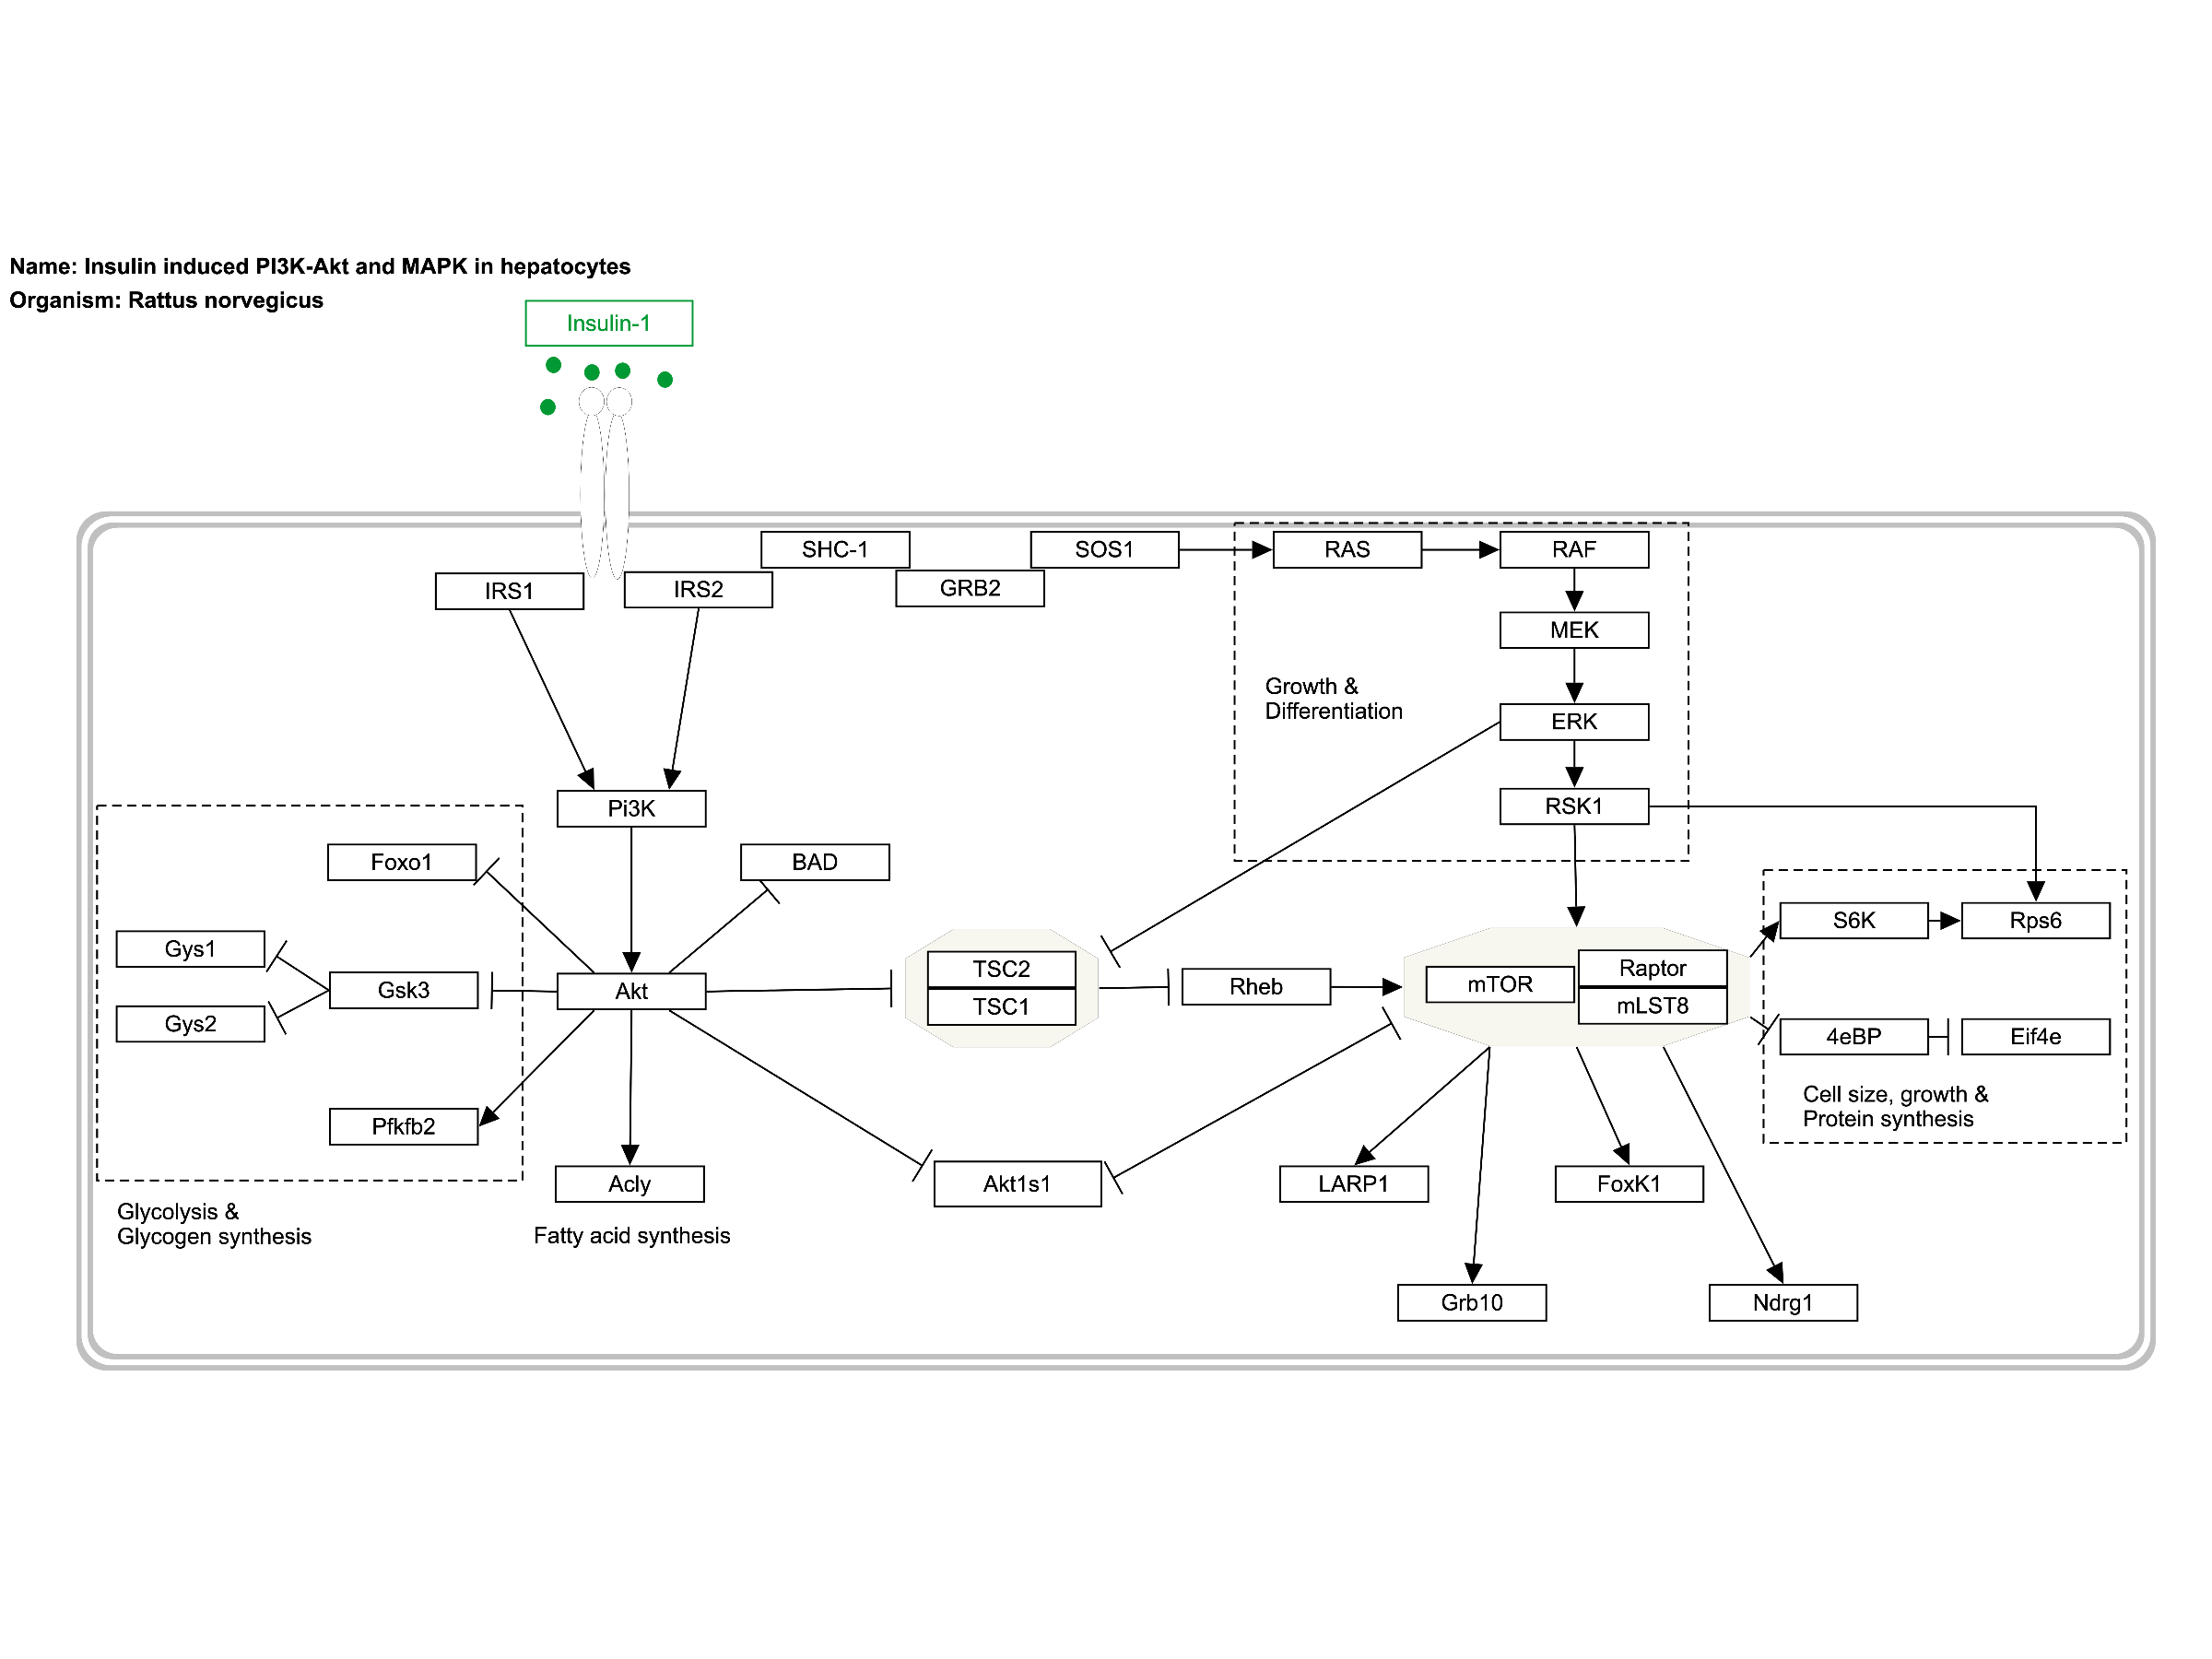 Name: Insulin induced PI3K-Akt and MAPK in hepatocytes
Organism: Rattus norvegicus
Insulin-1
SHC-1
SOS1
RAS
RAF
IRS1
IRS2
GRB2
MEK
Growth &
Differentiation
ERK
Pi3K
RSK1
Foxo1
BAD
S6K
Rps6
Gys1
TSC2
Raptor
Gsk3
Akt
Rheb
mTOR
Gys2
TSC1
mLST8
4eBP
Eif4e
Cell size, growth &
Protein synthesis
Pfkfb2
Acly
Akt1s1
LARP1
FoxK1
Glycolysis &
Glycogen synthesis
Fatty acid synthesis
Grb10
Ndrg1